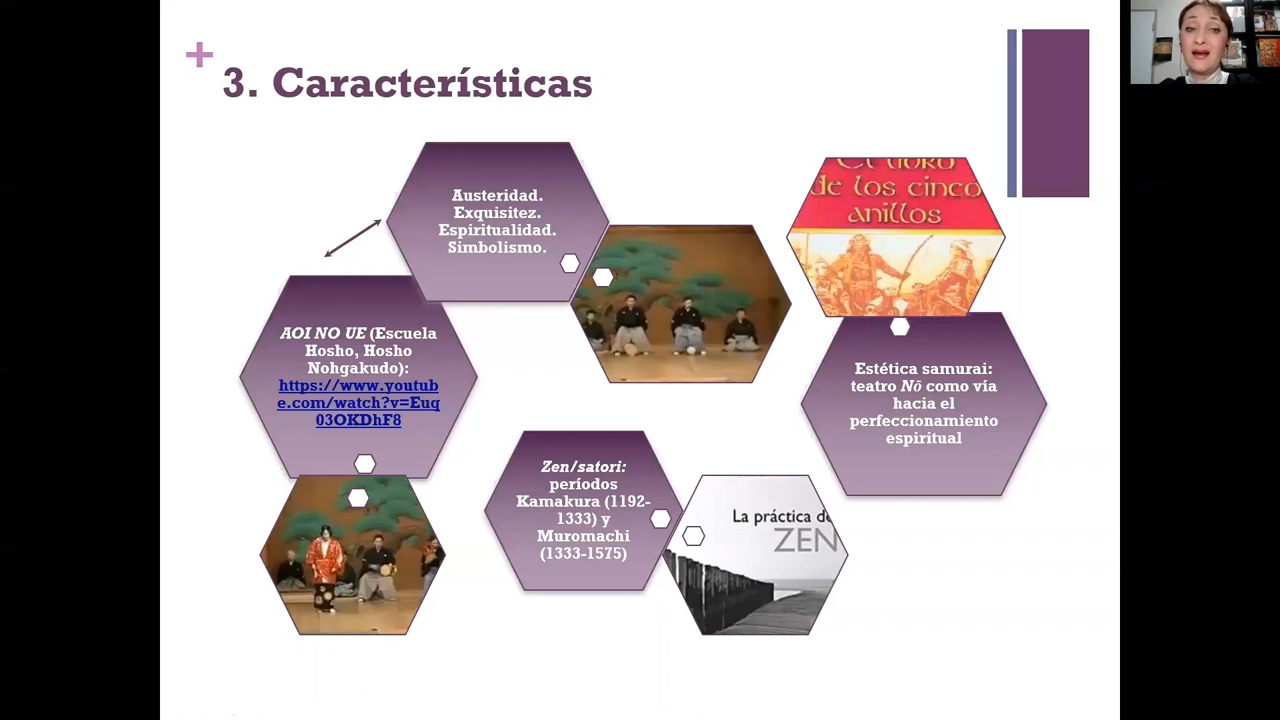 +
3. Características
Austeridad.
Exquisitez.
Espiritualidad.
Simbolismo.
El libro
de los cinco
anillos
AOI NO UE (Escuela
Hosho, Hosho
Nohgakudo):
https://www.youtub
e.com/watch?v=Euq
03OKDhF8
Estética samurai:
teatro Nō como vía
hacia el
perfeccionamiento
espiritual
Zen/satori:
períodos
Kamakura (1192-
1333) y
Muromachi
(1333-1575)
La práctica de
ZEN